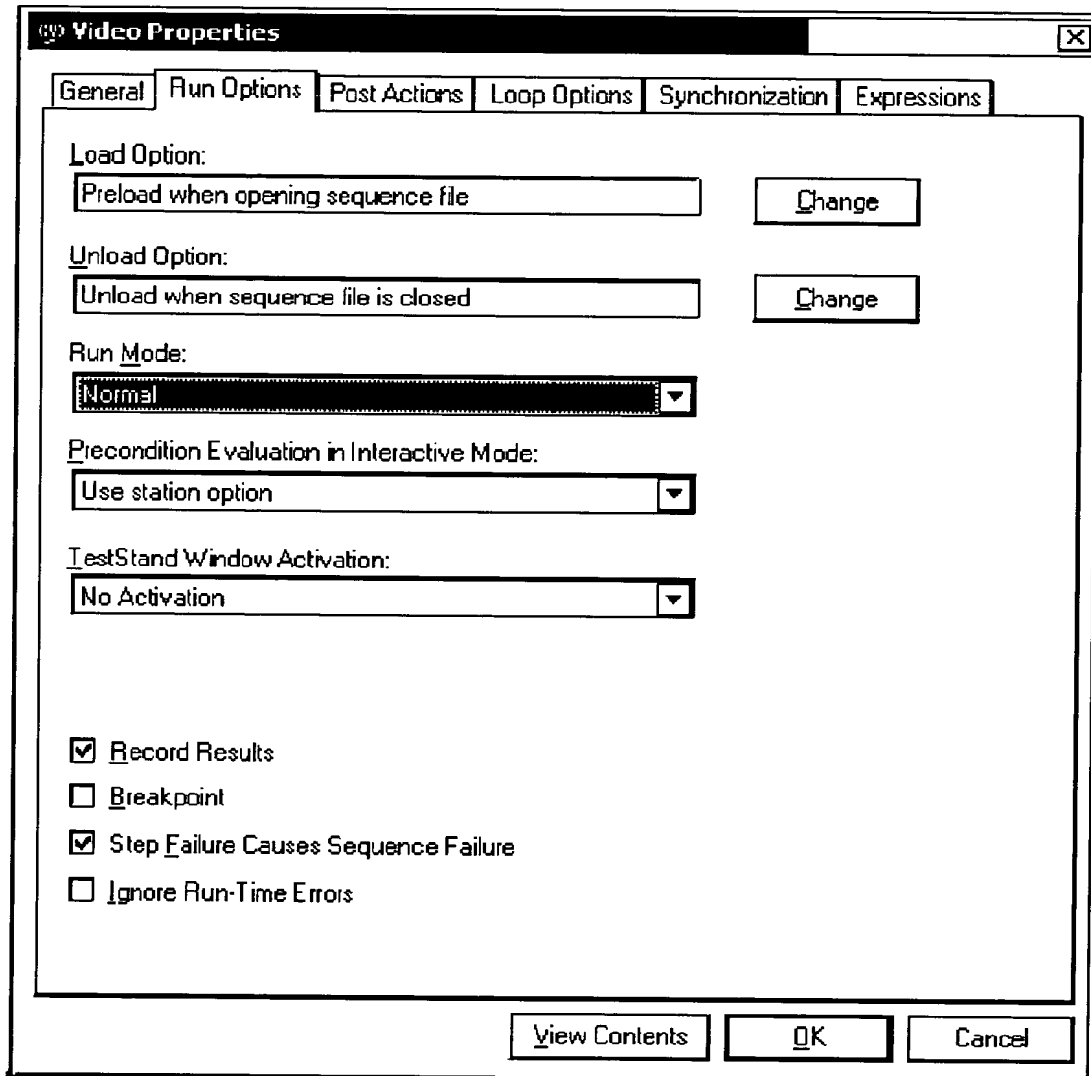 Video Properties
General Run Options Post Actions Loop Options Synchronization Expressions
Load Option:
Preload when opening sequence file Change
Unload Option:
Unload when sequence file is closed Change
Run Mode:
Normal
Precondition Evaluation in Interactive Mode:
Use station option
TestStand Window Activation:
No Activation
Record Results
Breakpoint
Step Failure Causes Sequence Failure
Ignore Run-Time Errors
View Contents OK Cancel